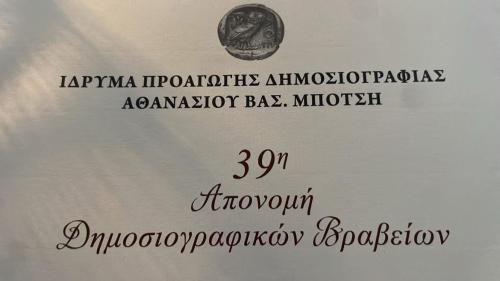 ΙΔΡΥΜΑ ΠΡΟΑΓΩΓΗΣ ΔΗΜΟΣΙΟΓΡΑΦΙΑΣ
ΑΘΑΝΑΣΙΟΥ ΒΑΣ. ΜΠΟΤΣΗ
39η
Απονομή
Δημοσιογραφικών Βραβείων